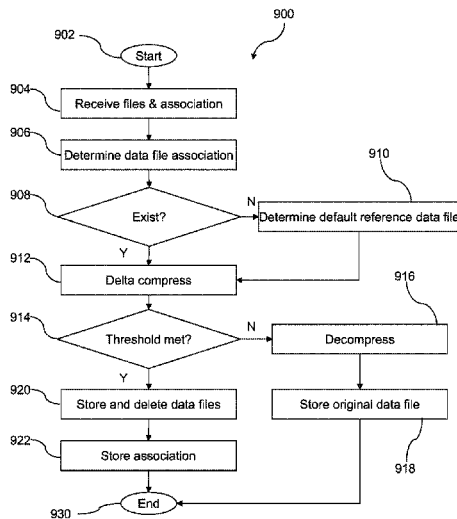 900
902
Start
904
Receive files & association
906
Determine data file association
908
Exist?
N
910
Determine default reference data file
Y
912
Delta compress
914
Threshold met?
N
916
Decompress
Y
920
Store and delete data files
Store original data file
918
922
Store association
930
End